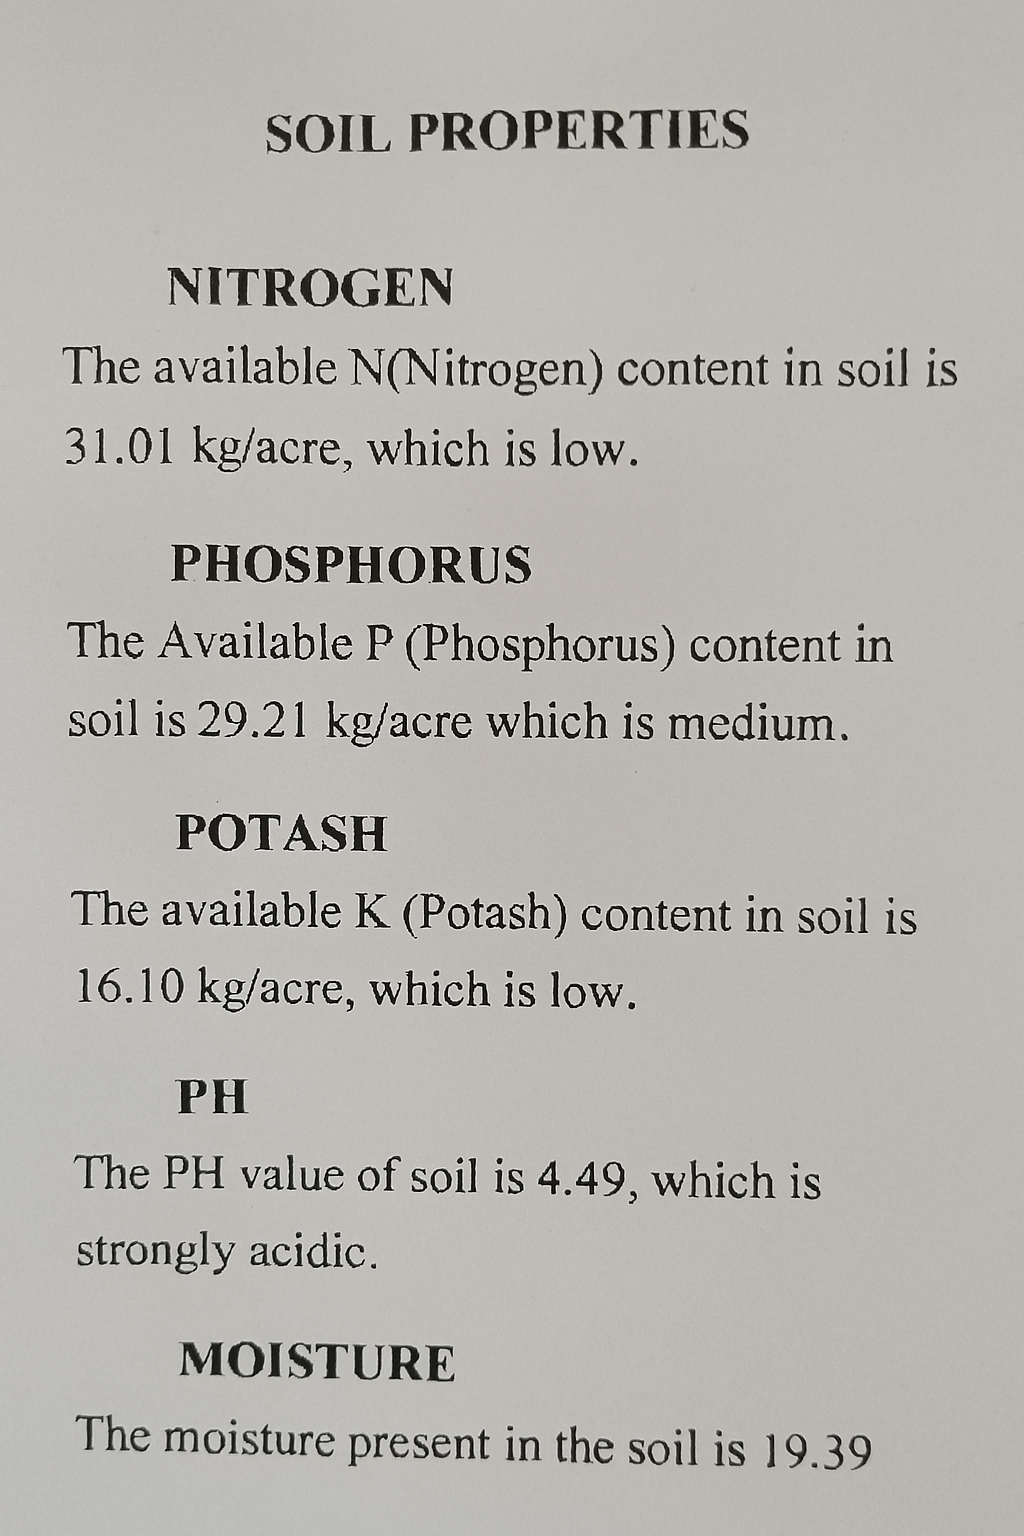 SOIL PROPERTIES
NITROGEN
The available N(Nitrogen) content in soil is
31.01 kg/acre, which is low.
PHOSPHORUS
The Available P (Phosphorus) content in
soil is 29.21 kg/acre which is medium.
POTASH
The available K (Potash) content in soil is
16.10 kg/acre, which is low.
PH
The PH value of soil is 4.49, which is
strongly acidic.
MOISTURE
The moisture present in the soil is 19.39